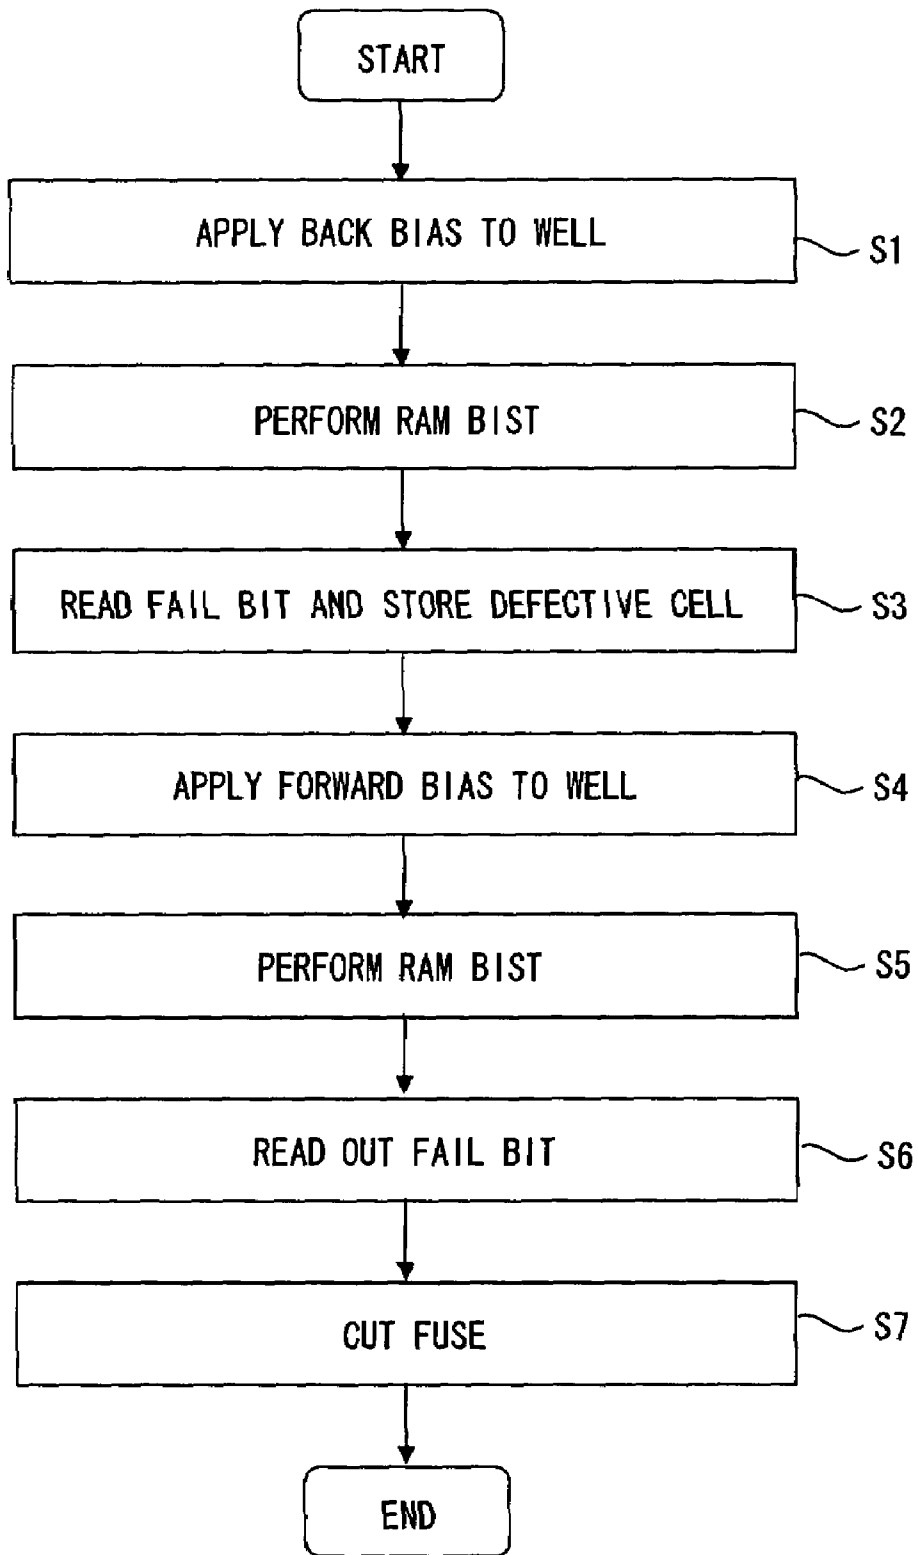 START
APPLY BACK BIAS TO WELL
S1
PERFORM RAM BIST
S2
READ FAIL BIT AND STORE DEFECTIVE CELL
S3
APPLY FORWARD BIAS TO WELL
S4
PERFORM RAM BIST
S5
READ OUT FAIL BIT
S6
CUT FUSE
S7
END